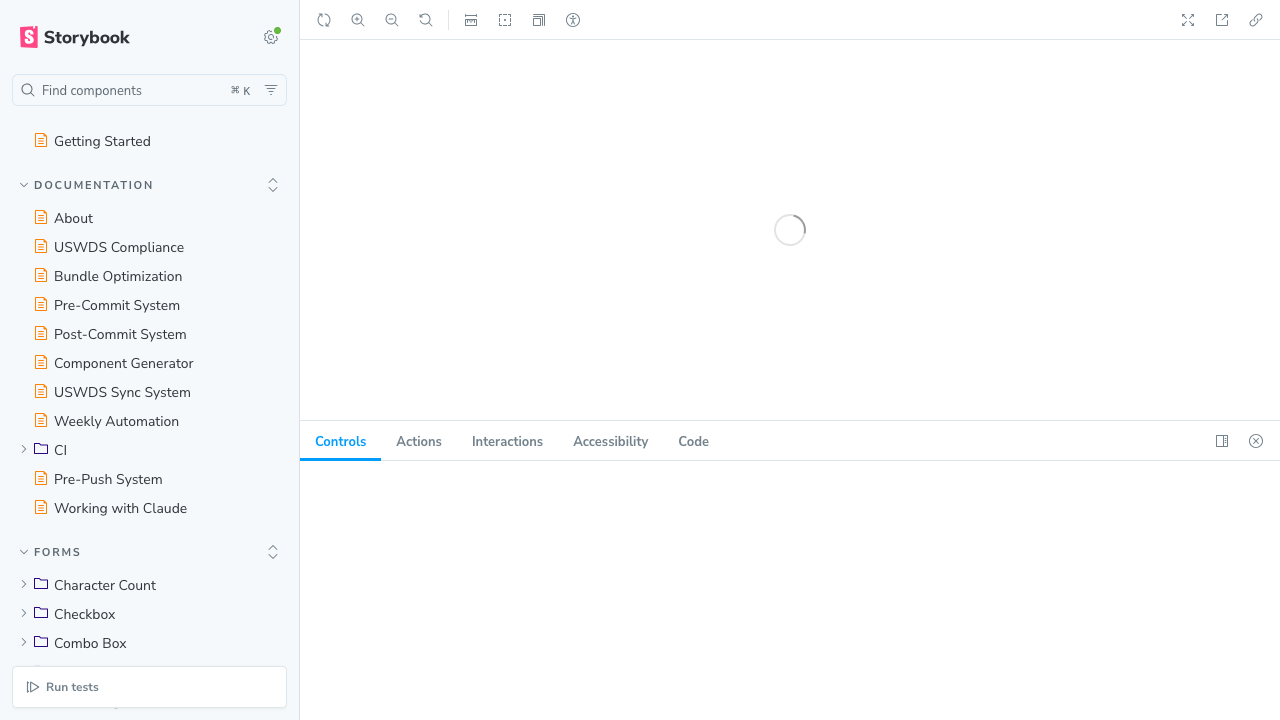 Storybook
Find components
⌘ K
Getting Started
DOCUMENTATION
About
USWDS Compliance
Bundle Optimization
Pre-Commit System
Post-Commit System
Component Generator
USWDS Sync System
Weekly Automation
CI
Pre-Push System
Working with Claude
FORMS
Character Count
Checkbox
Combo Box
Run tests
Controls
Actions
Interactions
Accessibility
Code